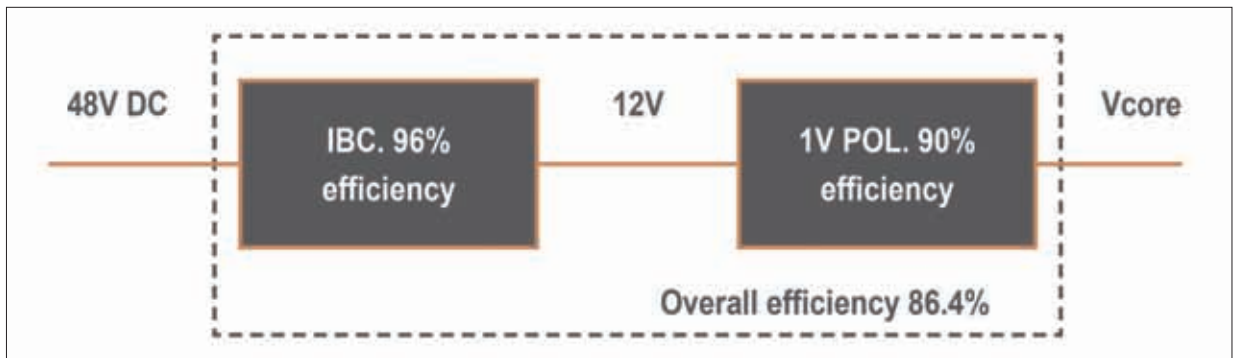 48V DC
IBC. 96%
efficiency
12V
1V POL. 90%
efficiency
Vcore
Overall efficiency 86.4%